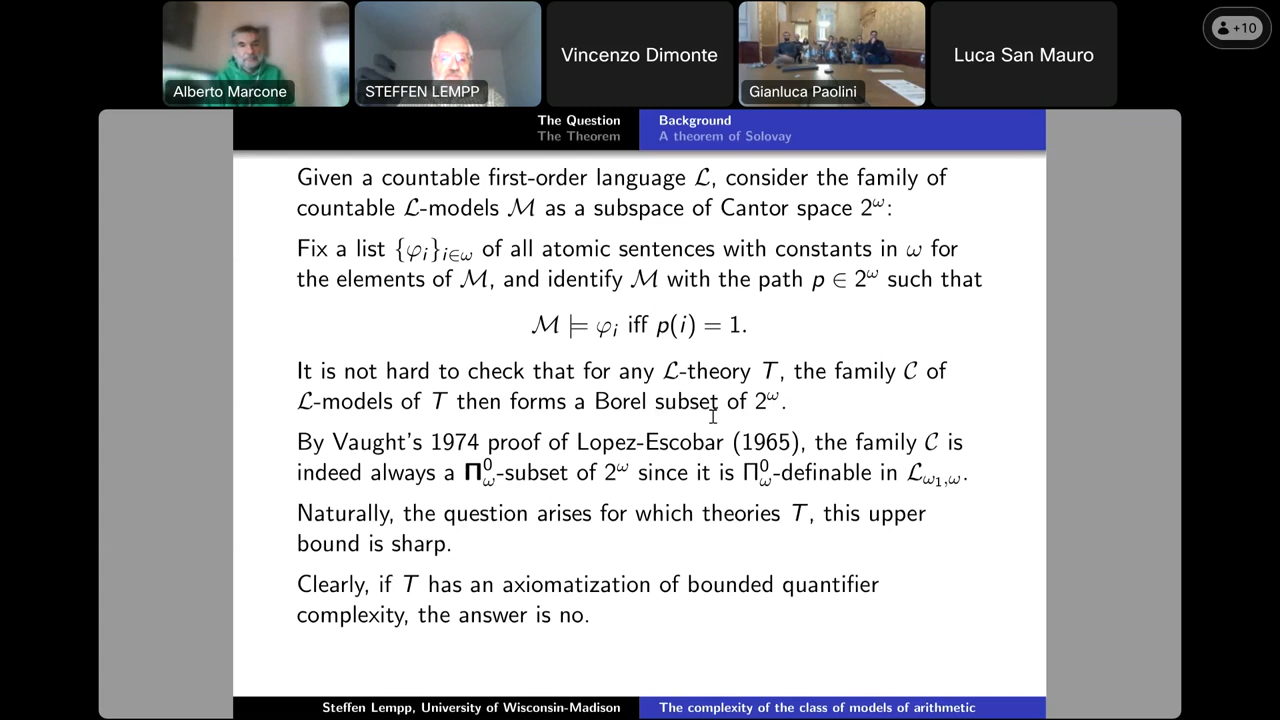 Alberto Marcone
STEFFEN LEMPP
Vincenzo Dimonte
Gianluca Paolini
Luca San Mauro
+10
The Question
The Theorem
Background
A theorem of Solovay
Given a countable first-order language ℒ, consider the family of
countable ℒ-models ℳ as a subspace of Cantor space 2^ω:
Fix a list {φ_i}_{i∈ω} of all atomic sentences with constants in ω for
the elements of ℳ, and identify ℳ with the path p ∈ 2^ω such that
ℳ ⊨ φ_i iff p(i) = 1.
It is not hard to check that for any ℒ-theory T, the family 𝒞 of
ℒ-models of T then forms a Borel subset of 2^ω.
By Vaught's 1974 proof of Lopez-Escobar (1965), the family 𝒞 is
indeed always a 𝚷^0_ω-subset of 2^ω since it is Π^0_ω-definable in ℒ_{ω_1,ω}.
Naturally, the question arises for which theories T, this upper
bound is sharp.
Clearly, if T has an axiomatization of bounded quantifier
complexity, the answer is no.
Steffen Lempp, University of Wisconsin-Madison
The complexity of the class of models of arithmetic